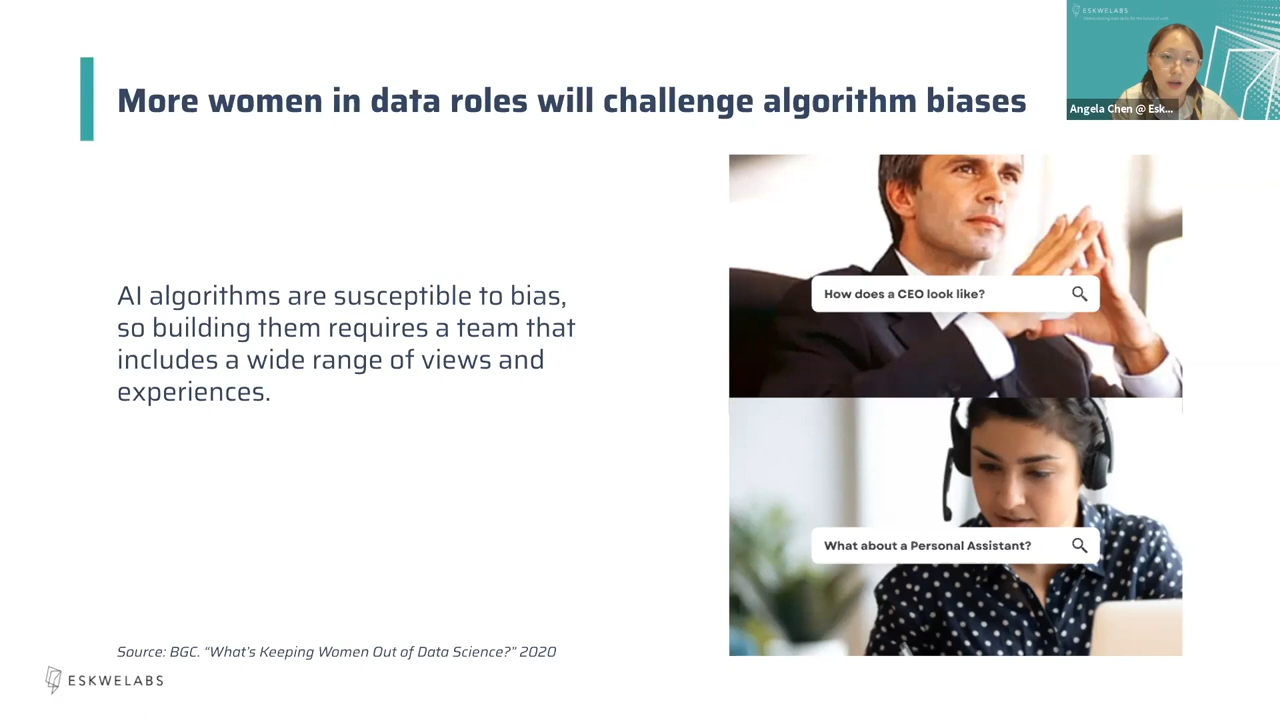 ESKWELABS
More women in data roles will challenge algorithm biases
Angela Chen @ Esk...
AI algorithms are susceptible to bias,
so building them requires a team that
includes a wide range of views and
experiences.
How does a CEO look like?
What about a Personal Assistant?
Source: BGC. “What’s Keeping Women Out of Data Science?” 2020
ESKWELABS